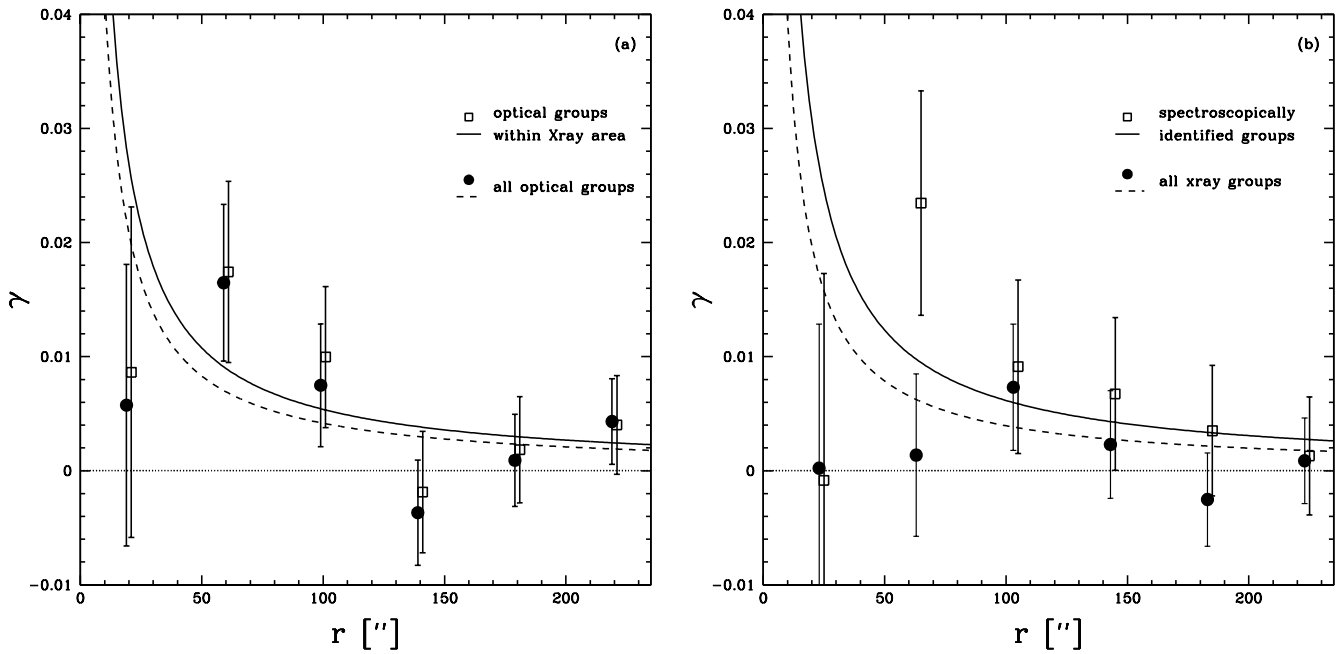 0.04
0.03
0.02
0.01
0
−0.01
γ
0
50
100
150
200
r [″]
(a)
optical groups
within Xray area
all optical groups
0.04
0.03
0.02
0.01
0
−0.01
γ
0
50
100
150
200
r [″]
(b)
spectroscopically
identified groups
all xray groups